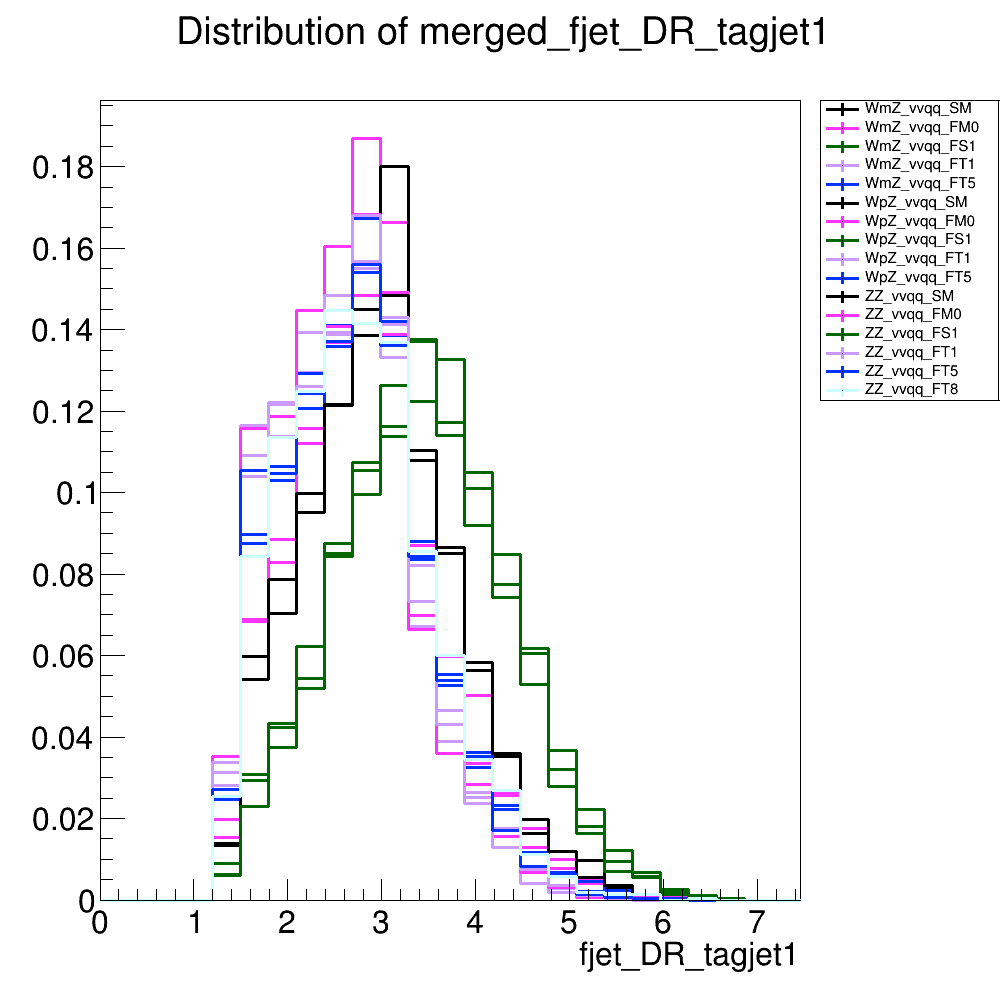 Distribution of merged_fjet_DR_tagjet1
WmZ_vvqq_SM
WmZ_vvqq_FM0
WmZ_vvqq_FS1
WmZ_vvqq_FT1
WmZ_vvqq_FT5
WpZ_vvqq_SM
WpZ_vvqq_FM0
WpZ_vvqq_FS1
WpZ_vvqq_FT1
WpZ_vvqq_FT5
ZZ_vvqq_SM
ZZ_vvqq_FM0
ZZ_vvqq_FS1
ZZ_vvqq_FT1
ZZ_vvqq_FT5
ZZ_vvqq_FT8
0.18
0.16
0.14
0.12
0.1
0.08
0.06
0.04
0.02
0
0 1 2 3 4 5 6 7
fjet_DR_tagjet1